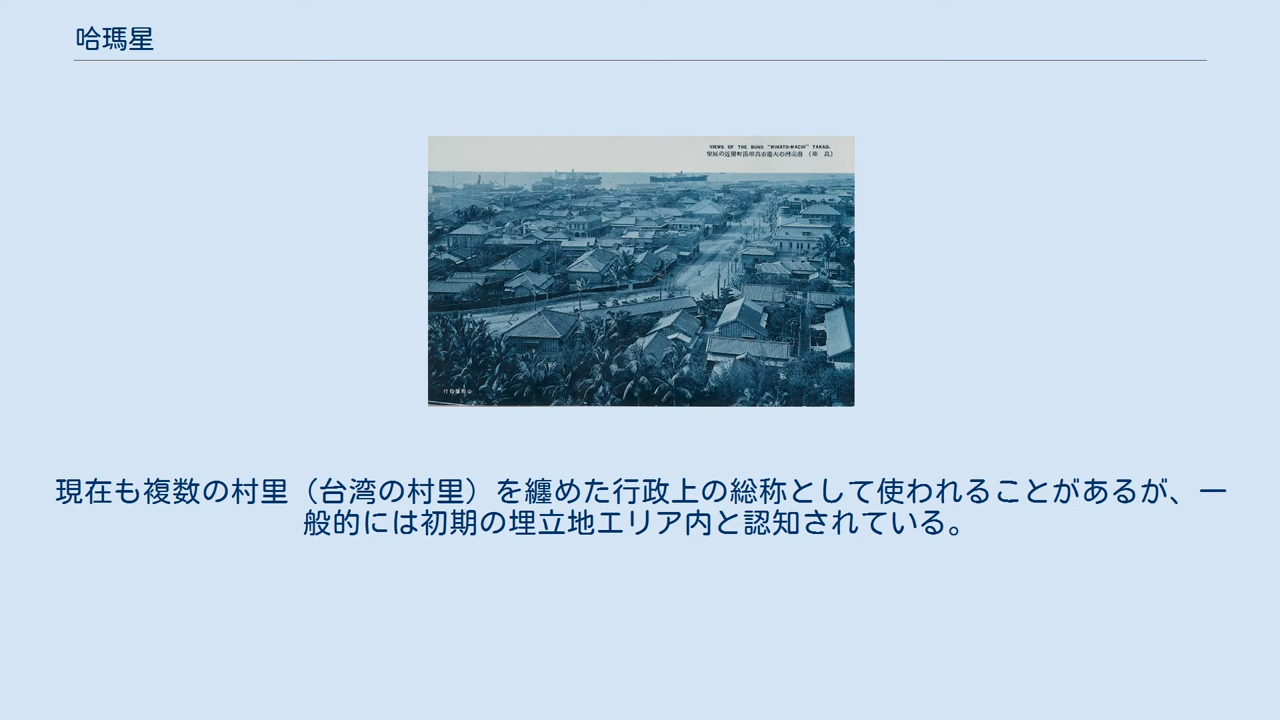 哈瑪星
VIEWS OF THE BUND "MINATO-MACHI" TAKAO.
現在も複数の村里（台湾の村里）を纏めた行政上の総称として使われることがあるが、一
般的には初期の埋立地エリア内と認知されている。